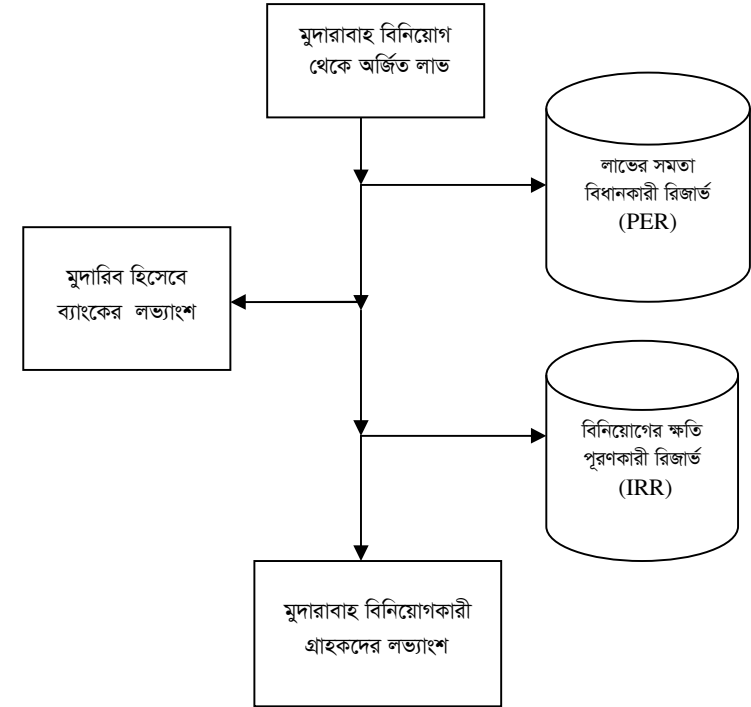 মুদারাবাহ বিনিয়োগ
থেকে অর্জিত লাভ
লাভের সমতা
বিধানকারী রিজার্ভ
(PER)
মুদারিব হিসেবে
ব্যাংকের লভ্যাংশ
বিনিয়োগের ক্ষতি
পূরণকারী রিজার্ভ
(IRR)
মুদারাবাহ বিনিয়োগকারী
গ্রাহকদের লভ্যাংশ